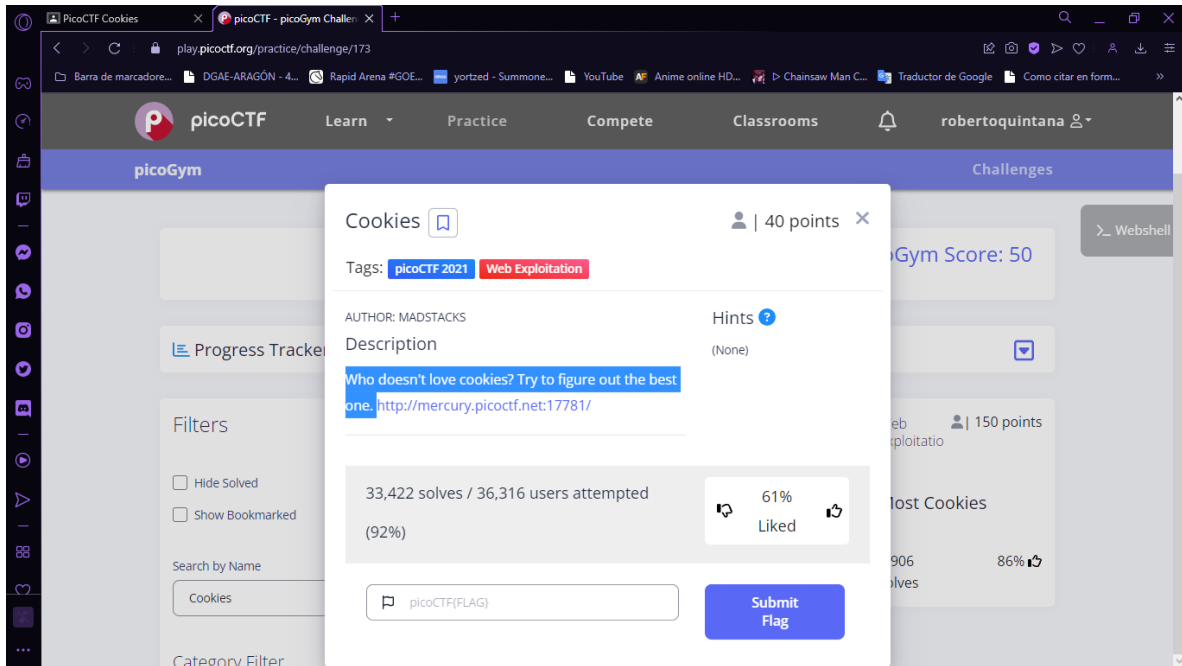 PicoCTF Cookies
picoCTF - picoGym Challen
play.picoctf.org/practice/challenge/173
Barra de marcadore...
DGAE-ARAGÓN - 4...
Rapid Arena #GOE...
yortzed - Summone...
YouTube
Anime online HD...
▷ Chainsaw Man C...
Traductor de Google
Como citar en form...
»
picoCTF
Learn
Practice
Compete
Classrooms
robertoquintana
picoGym
Challenges
Cookies
| 40 points
Tags: picoCTF 2021 Web Exploitation
AUTHOR: MADSTACKS
Description
Who doesn't love cookies? Try to figure out the best
one. http://mercury.picoctf.net:17781/
Hints ?
(None)
33,422 solves / 36,316 users attempted
(92%)
61%
Liked
picoCTF{FLAG}
Submit
Flag
>_ Webshell
Gym Score: 50
Progress Tracke
Filters
Hide Solved
Show Bookmarked
Search by Name
Cookies
Category Filter
eb
xploitatio
| 150 points
Most Cookies
906
olves
86%